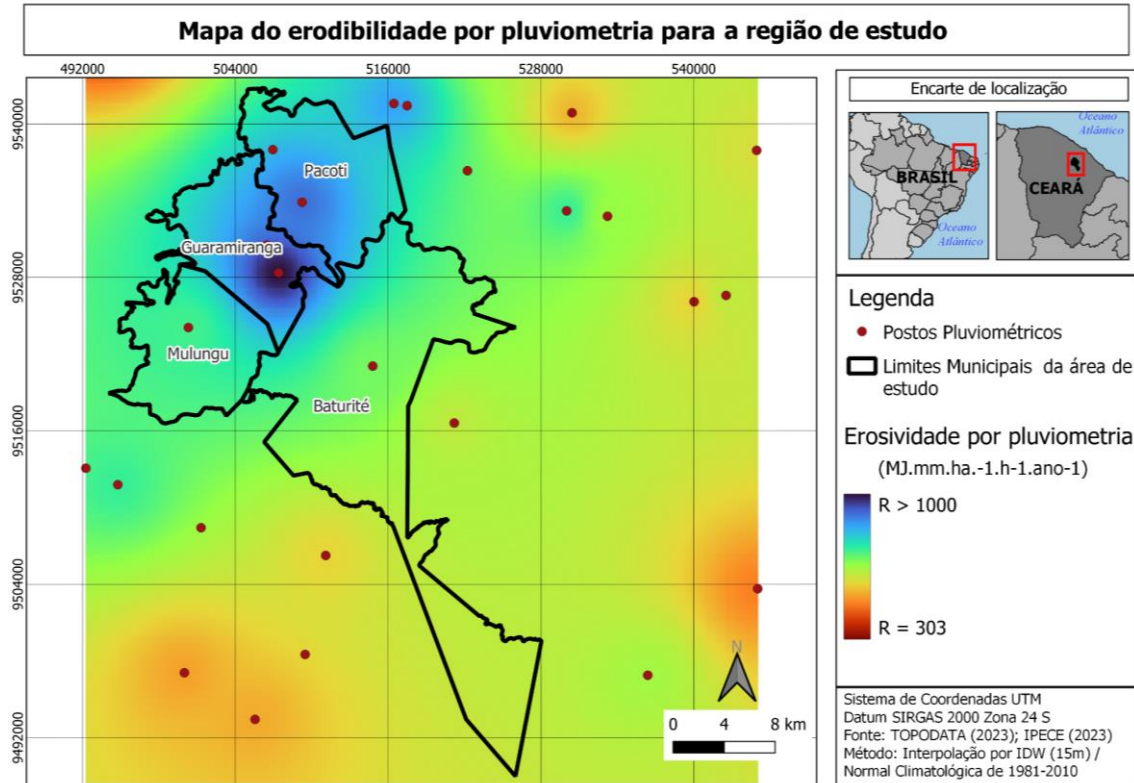 Mapa do erodibilidade por pluviometria para a região de estudo
492000 504000 516000 528000 540000
9540000
9528000
9516000
9504000
9492000
Pacoti
Guaramiranga
Mulungu
Baturité
N
0 4 8 km
Encarte de localização
BRASIL
Oceano
Atlântico
Oceano
Atlântico
CEARÁ
Legenda
Postos Pluviométricos
Limites Municipais da área de
estudo
Erosividade por pluviometria
(MJ.mm.ha.-1.h-1.ano-1)
R > 1000
R = 303
Sistema de Coordenadas UTM
Datum SIRGAS 2000 Zona 24 S
Fonte: TOPODATA (2023); IPECE (2023)
Método: Interpolação por IDW (15m) /
Normal Climatológica de 1981-2010